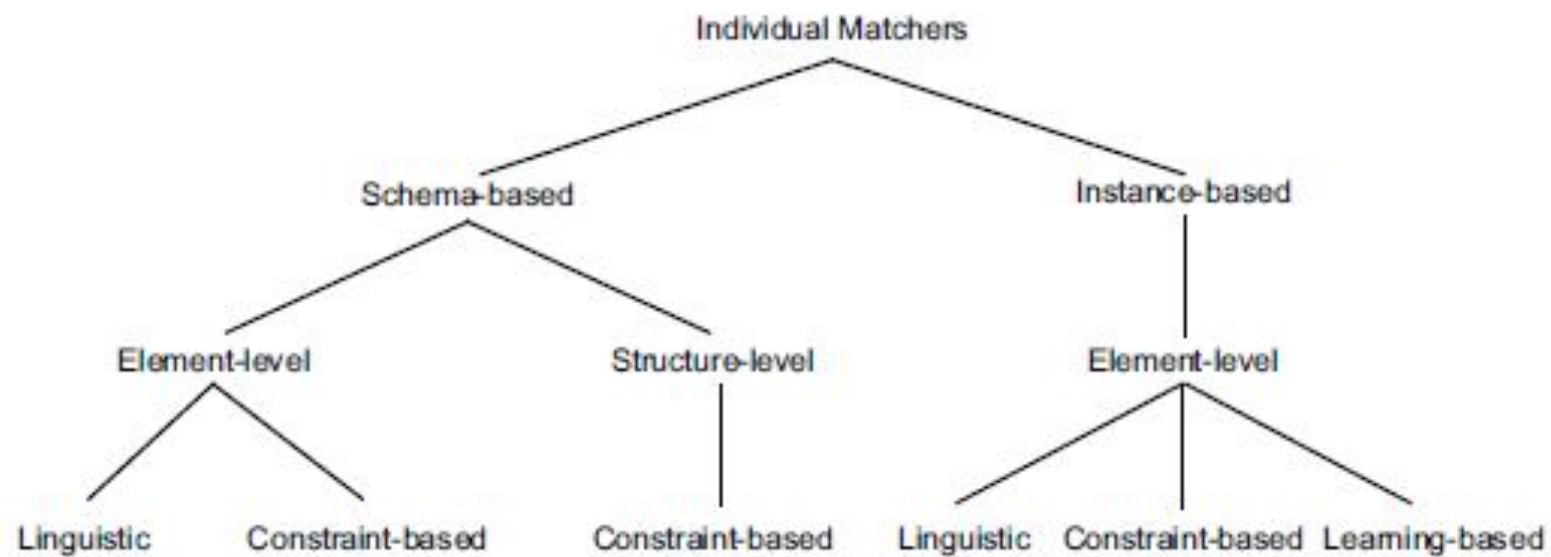 Individual Matchers
Schema-based Instance-based
Element-level Structure-level Element-level
Linguistic Constraint-based Constraint-based Linguistic Constraint-based Learning-based